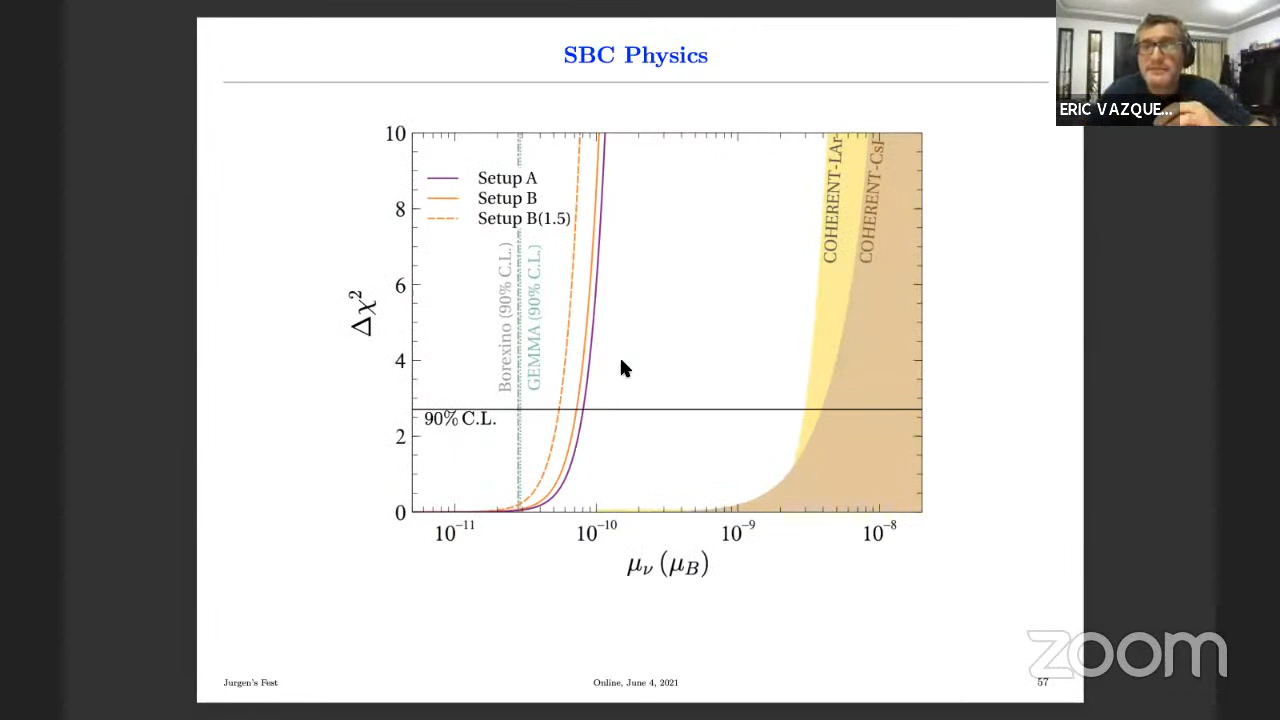 SBC Physics
ERIC VAZQUE...
10
8
6
4
2
0
Δχ²
Setup A
Setup B
Setup B(1.5)
Borexino (90% C.L.)
GEMMA (90% C.L.)
COHERENT-LAr
COHERENT-CsI
90% C.L.
10⁻¹¹
10⁻¹⁰
10⁻⁹
10⁻⁸
μᵥ (μ_B)
zoom
Jurgen's Fest
Online, June 4, 2021
57